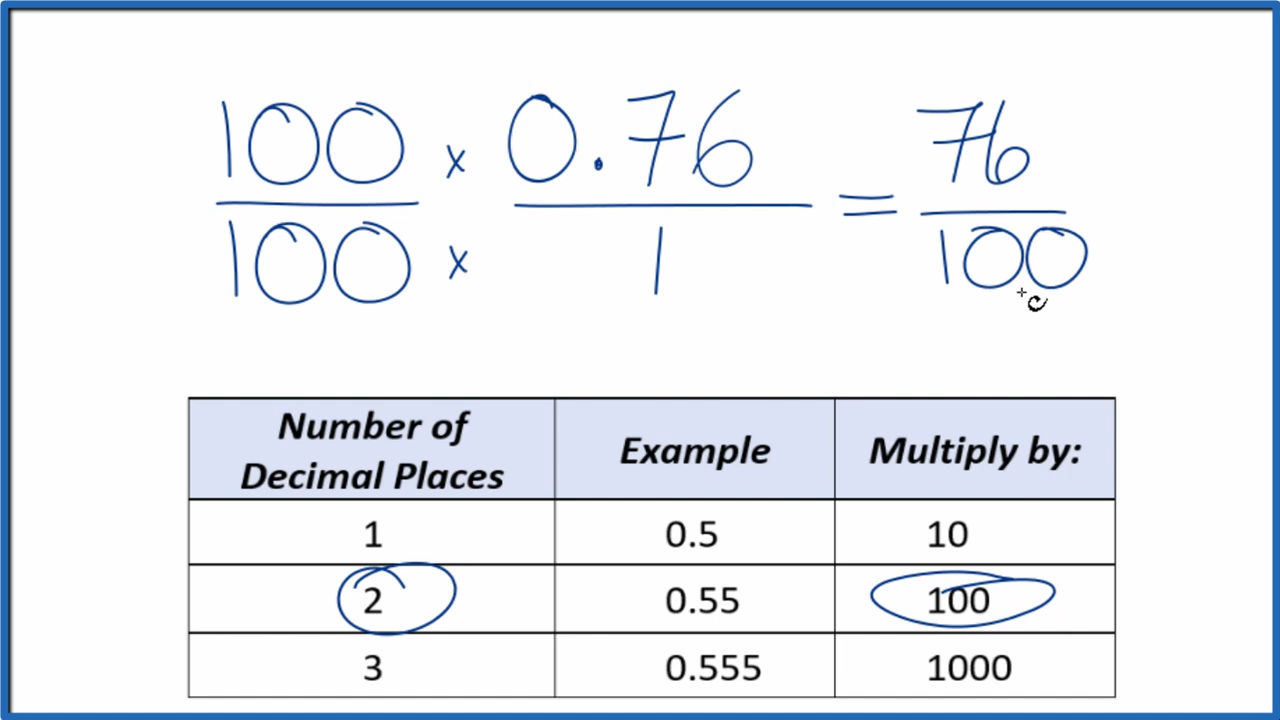 100 x 0.76 = 76
100 x 1 100
Number of Decimal Places Example Multiply by:
1 0.5 10
2 0.55 100
3 0.555 1000